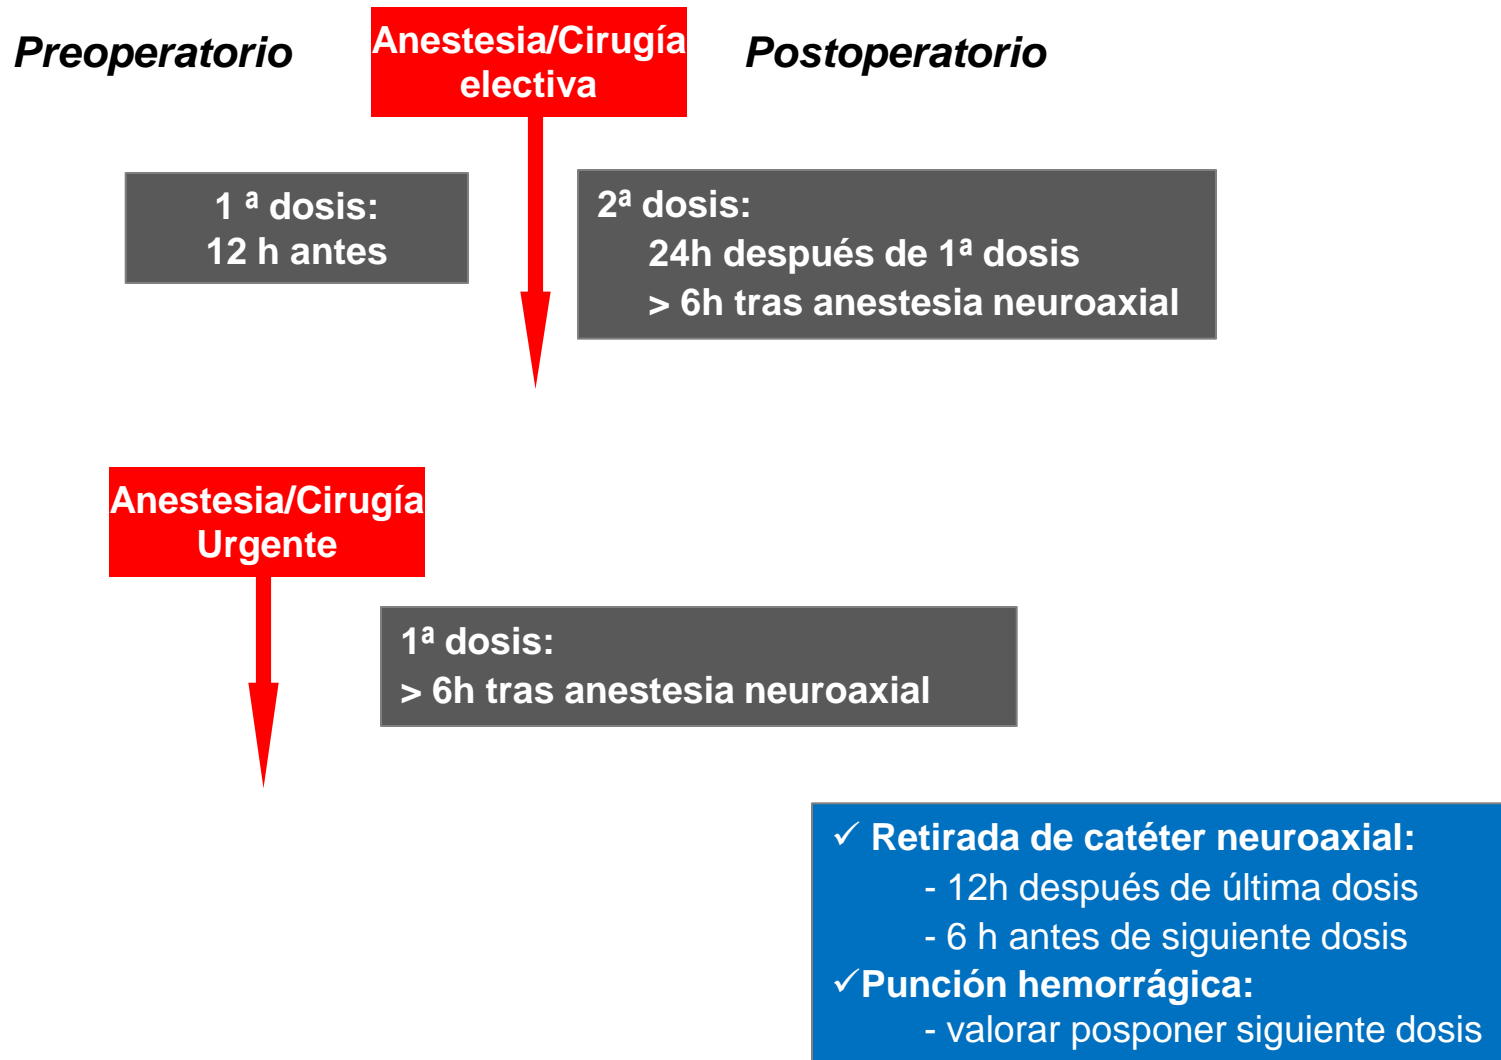 Preoperatorio
Anestesia/Cirugía
electiva
Postoperatorio
1 ª dosis:
12 h antes
2ª dosis:
24h después de 1ª dosis
> 6h tras anestesia neuroaxial
Anestesia/Cirugía
Urgente
1ª dosis:
> 6h tras anestesia neuroaxial
✓ Retirada de catéter neuroaxial:
- 12h después de última dosis
- 6 h antes de siguiente dosis
✓Punción hemorrágica:
- valorar posponer siguiente dosis